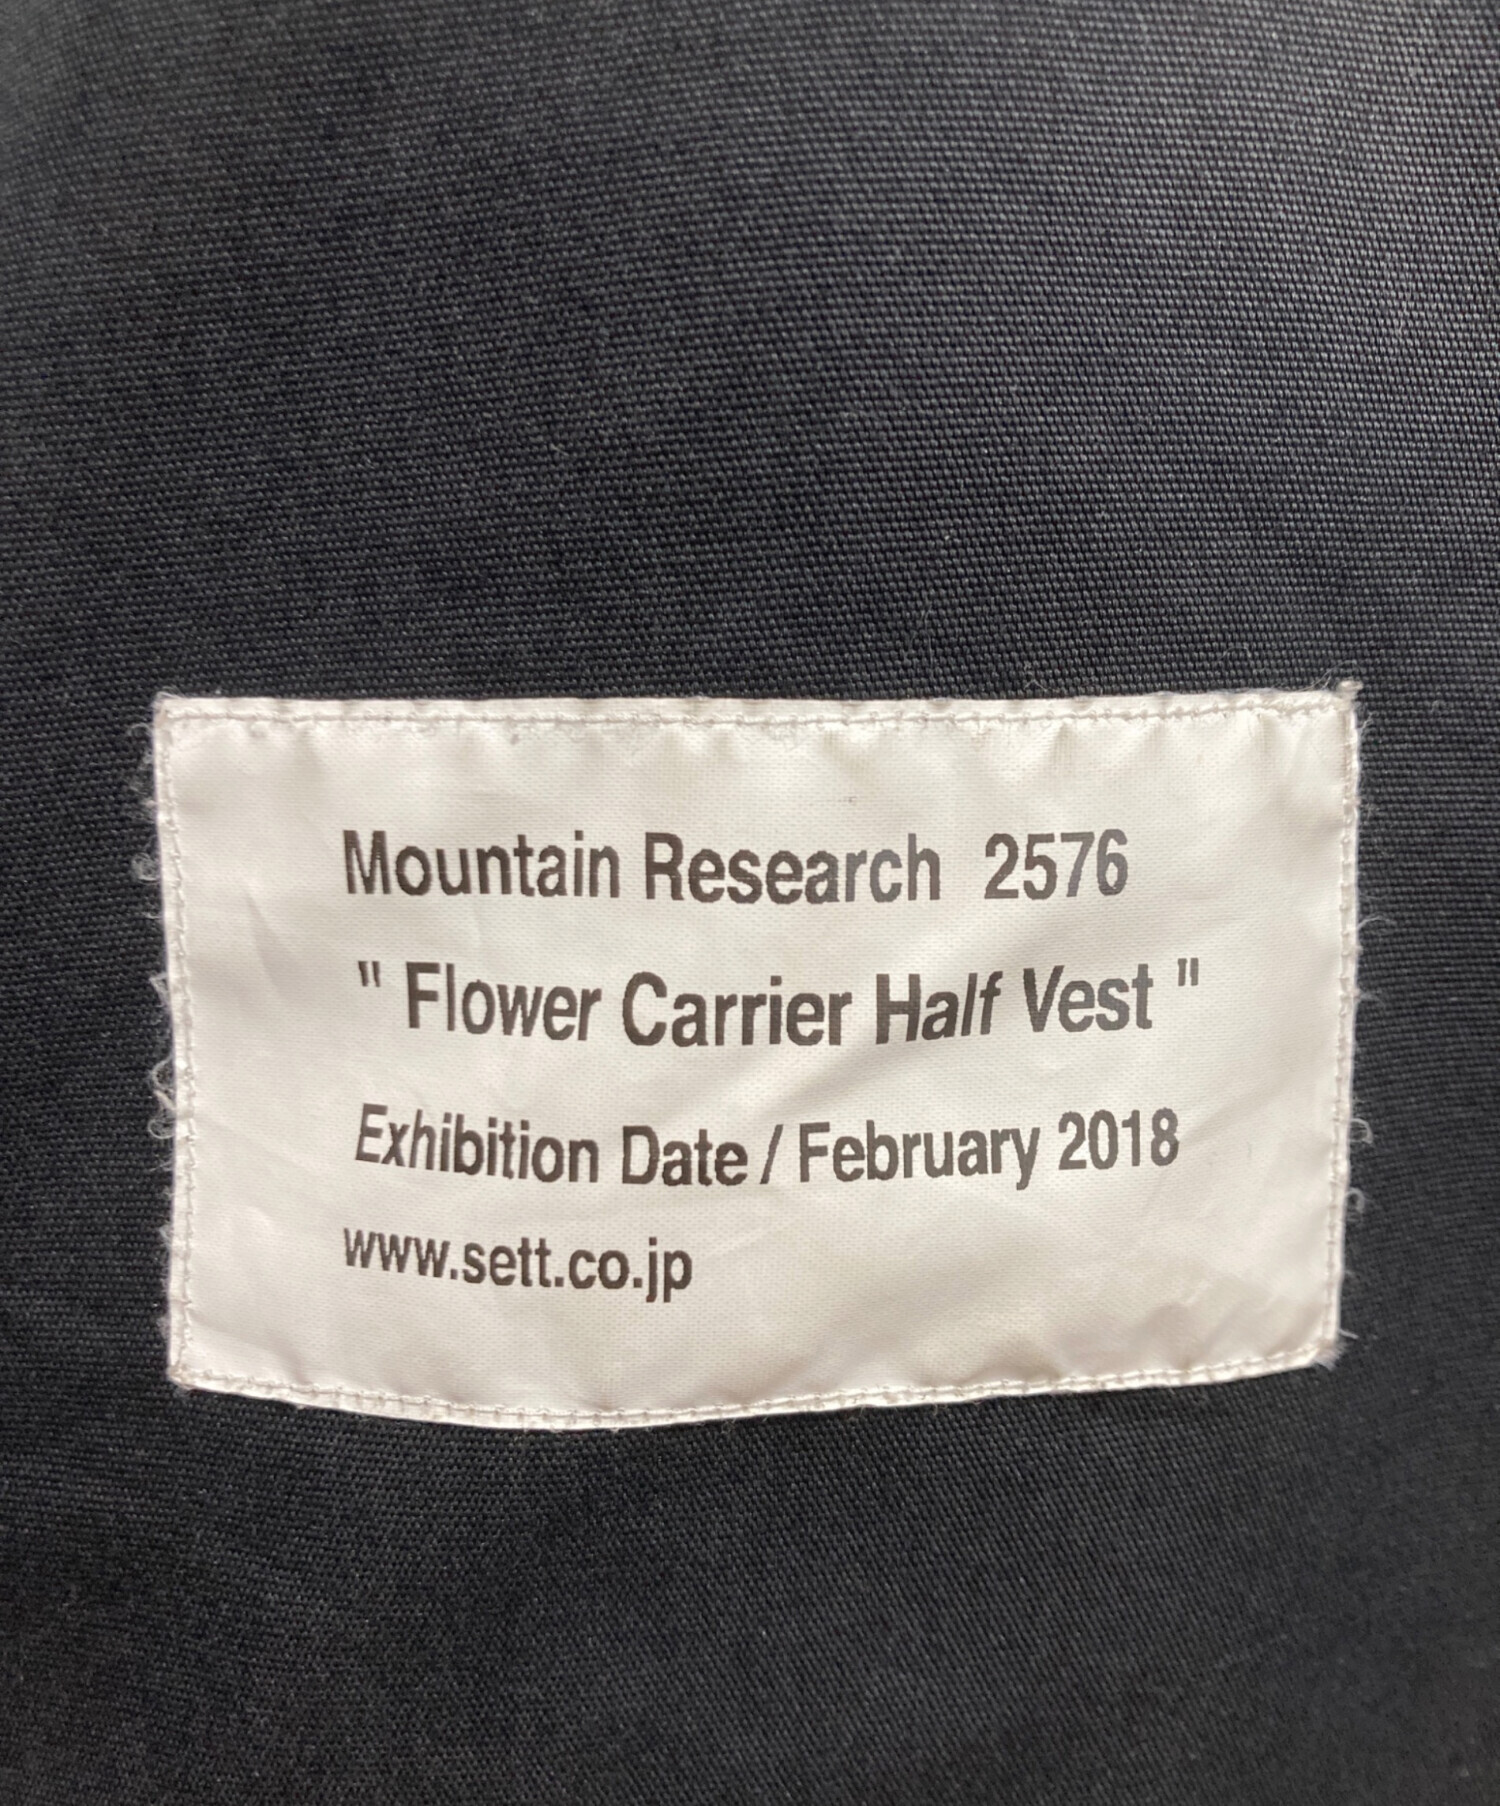 Mountain Research 2576
" Flower Carrier Half Vest "
Exhibition Date / February 2018
www.sett.co.jp